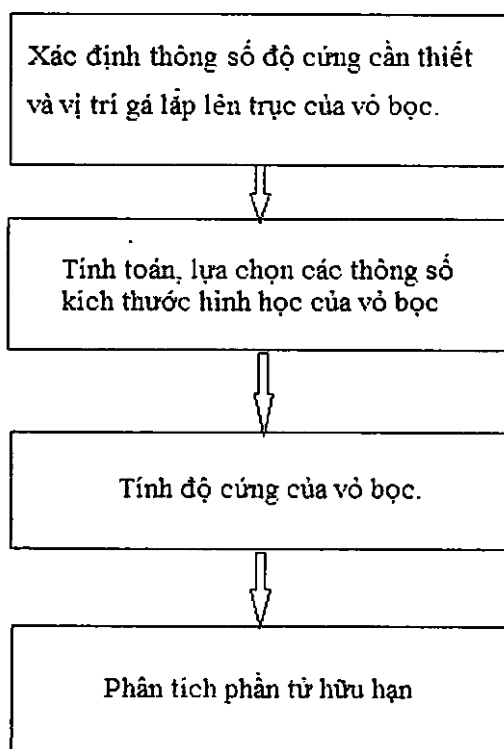 Xác định thông số độ cứng cần thiết
và vị trí gá lắp lên trục của vỏ bọc.
Tính toán, lựa chọn các thông số
kích thước hình học của vỏ bọc
Tính độ cứng của vỏ bọc.
Phân tích phần tử hữu hạn